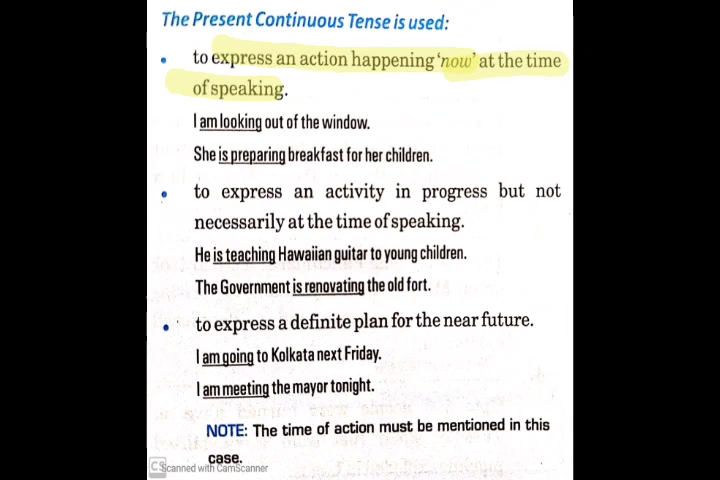 The Present Continuous Tense is used:
• to express an action happening ‘now’ at the time
of speaking.
I am looking out of the window.
She is preparing breakfast for her children.
• to express an activity in progress but not
necessarily at the time of speaking.
He is teaching Hawaiian guitar to young children.
The Government is renovating the old fort.
• to express a definite plan for the near future.
I am going to Kolkata next Friday.
I am meeting the mayor tonight.
NOTE: The time of action must be mentioned in this
case.
CS Scanned with CamScanner